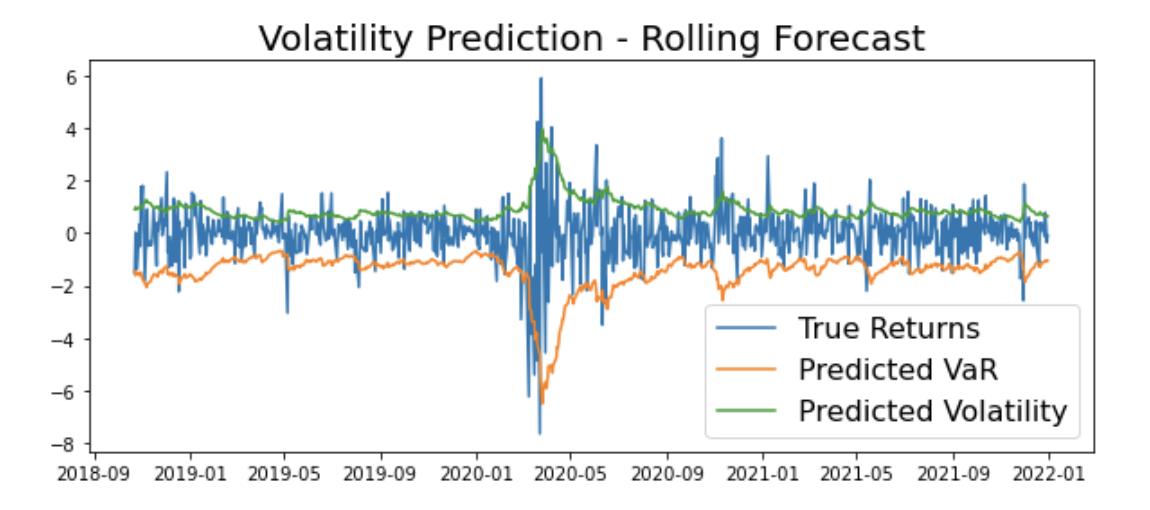 Volatility Prediction - Rolling Forecast
6
4
2
0
−2
−4
−6
−8
True Returns
Predicted VaR
Predicted Volatility
2018-09 2019-01 2019-05 2019-09 2020-01 2020-05 2020-09 2021-01 2021-05 2021-09 2022-01